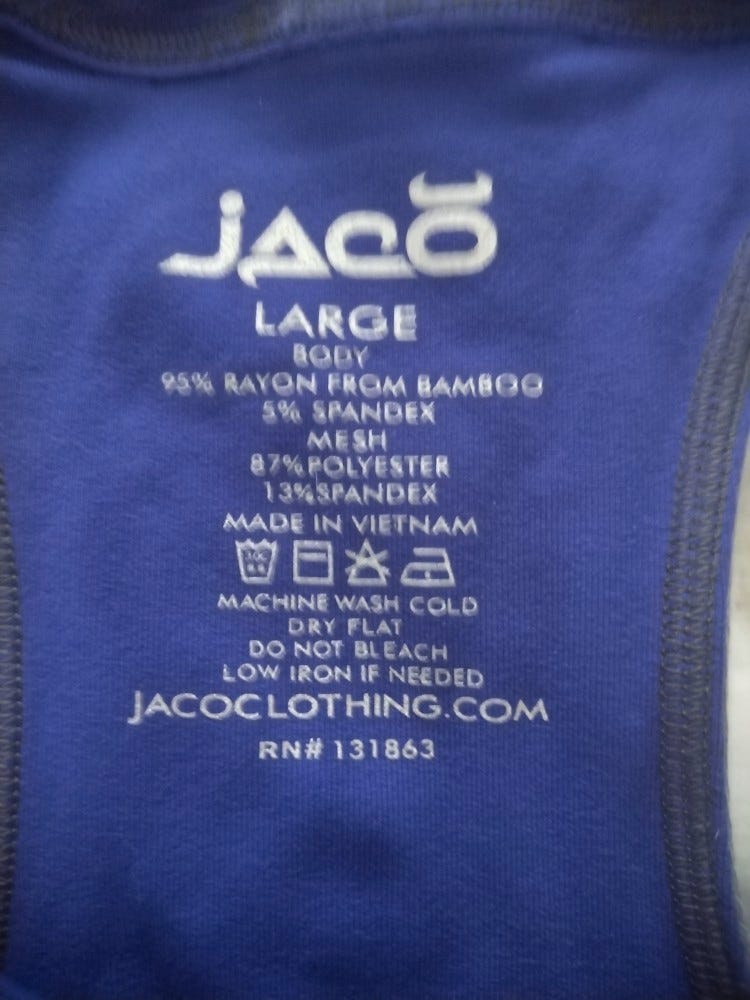 JACO
LARGE
BODY
95% RAYON FROM BAMBOO
5% SPANDEX
MESH
87% POLYESTER
13% SPANDEX
MADE IN VIETNAM
MACHINE WASH COLD
DRY FLAT
DO NOT BLEACH
LOW IRON IF NEEDED
JACOCLOTHING.COM
RN# 131863